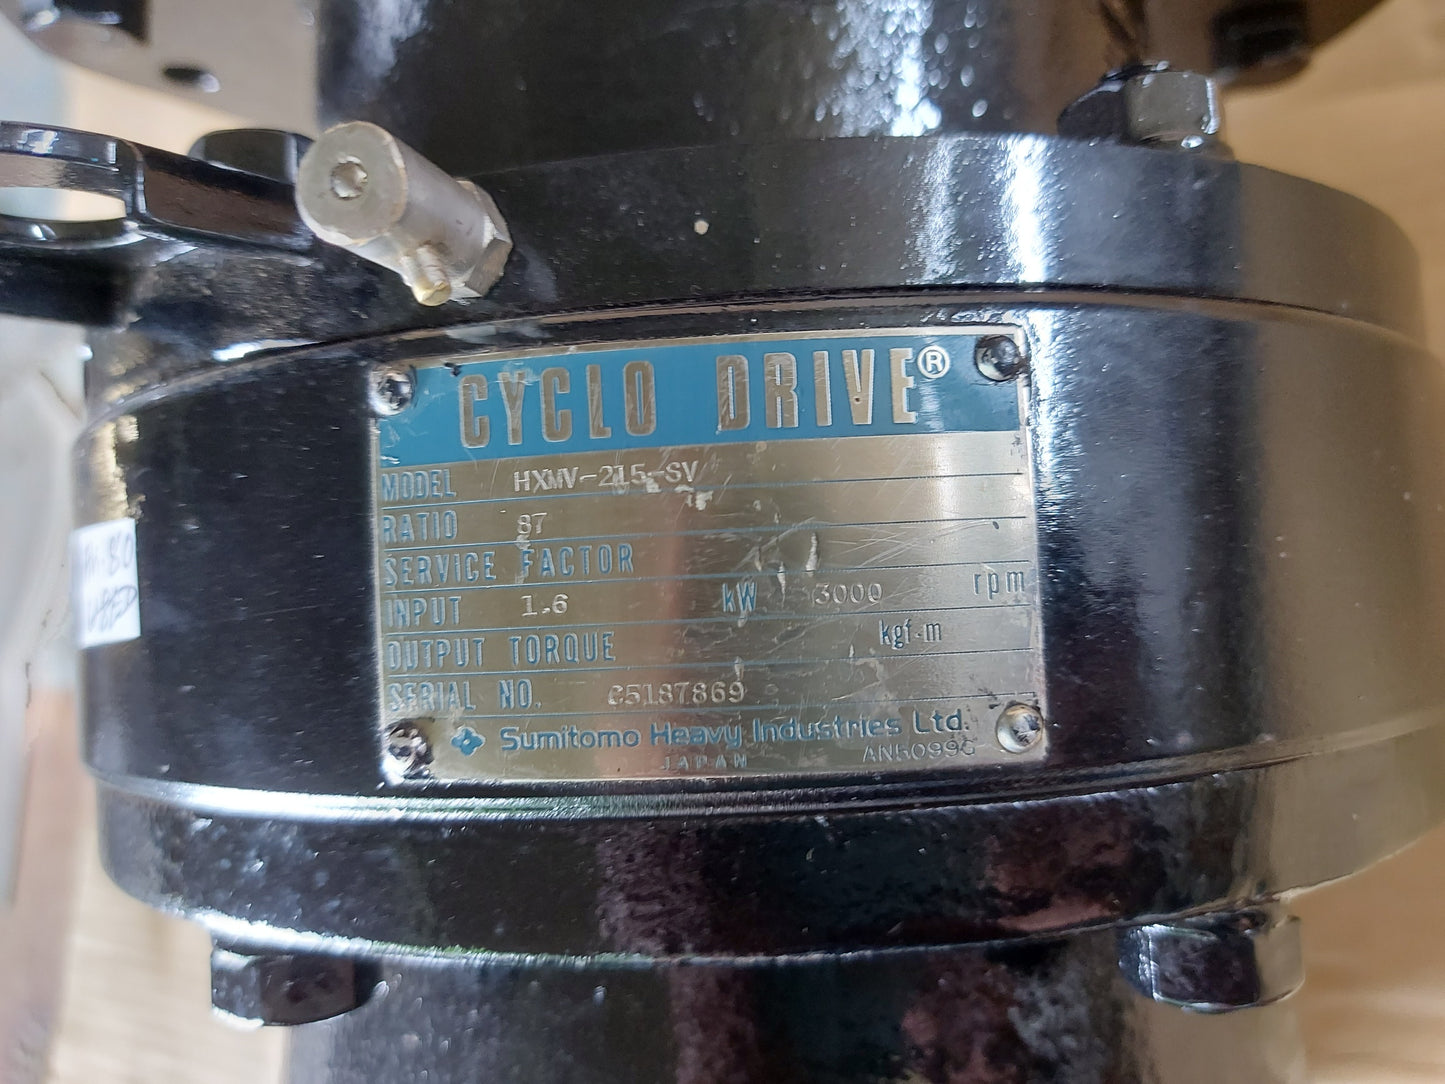 CYCLO DRIVE®
MODEL HXMV-215-SV
RATIO 87
SERVICE FACTOR
INPUT 1.6 kW 3000 rpm
OUTPUT TORQUE kgf-m
SERIAL NO. C5187869
Sumitomo Heavy Industries Ltd.
JAPAN
USED